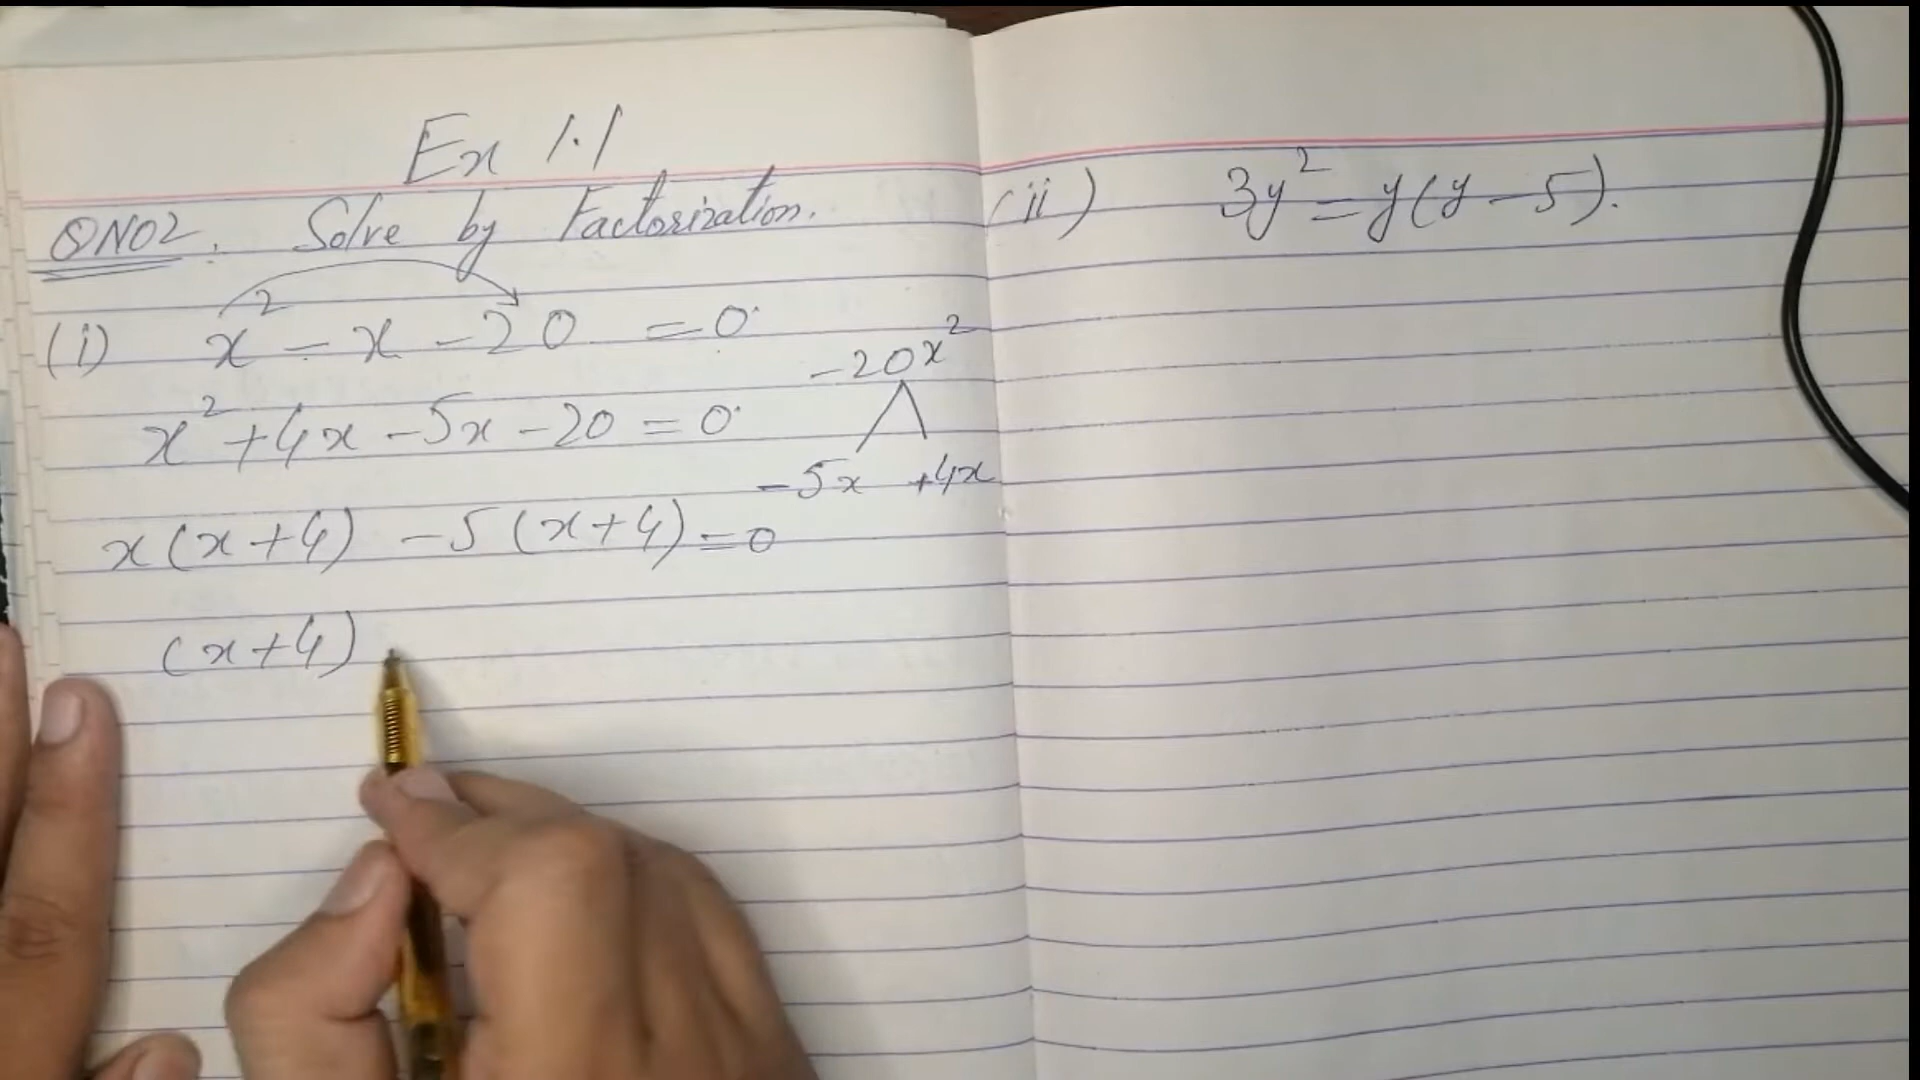 Ex 1.1
QNO2. Solve by Factorization.
(i) x² - x - 20 = 0
x² + 4x - 5x - 20 = 0
-20x²
-5x +4x
x(x+4) -5(x+4) = 0
(x+4)
(ii) 3y² = y(y - 5).